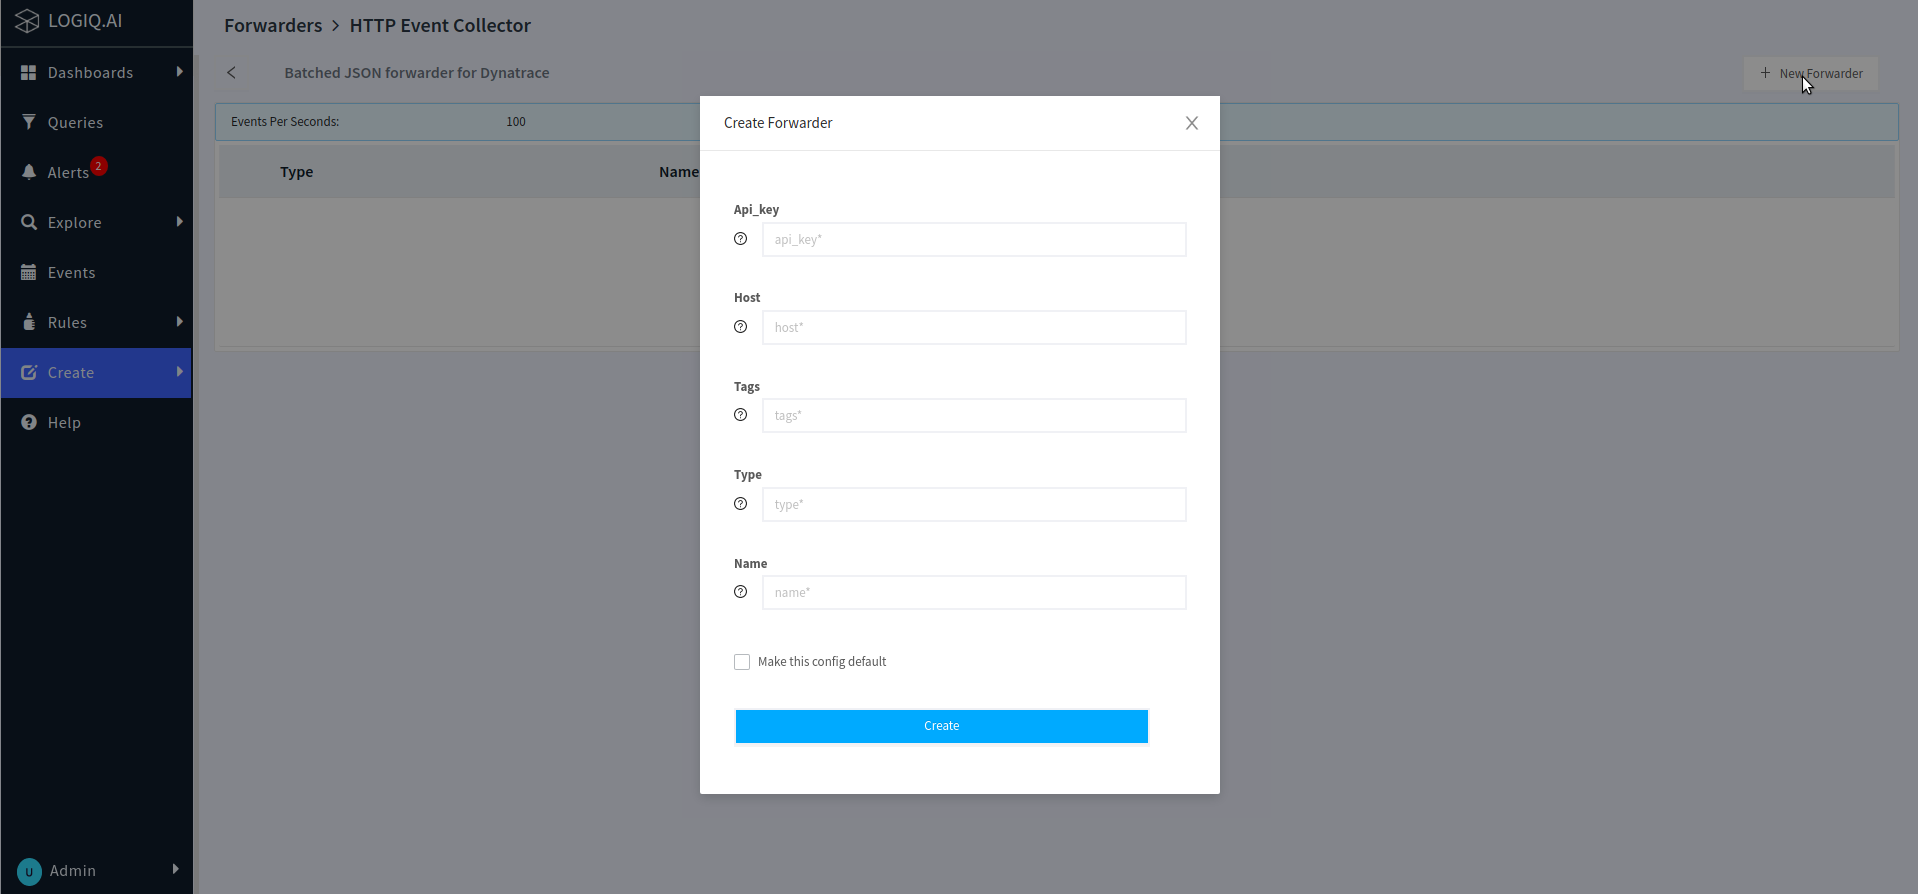 LOGIQ.AI
Dashboards
Queries
Alerts 2
Explore
Events
Rules
Create
Help
U Admin
Forwarders > HTTP Event Collector
Batched JSON forwarder for Dynatrace
+ New Forwarder
Events Per Seconds: 100
Type Name
Create Forwarder
Api_key
api_key*
Host
host*
Tags
tags*
Type
type*
Name
name*
Make this config default
Create